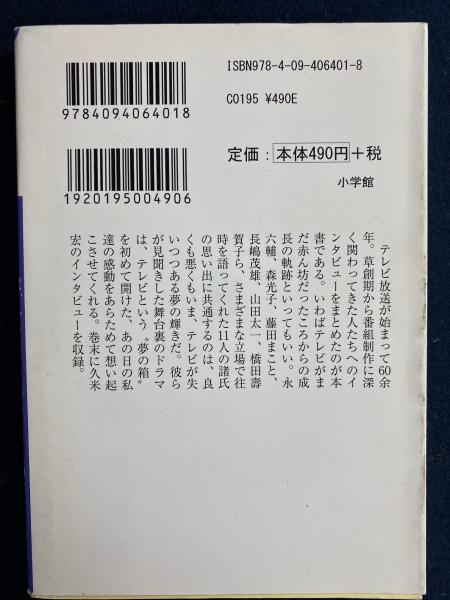 ISBN978-4-09-406401-8
C0195 ¥490E
9784094064018
定価：本体490円＋税
1920195004906
小学館
テレビ放送が始まって60余
年。草創期から番組制作に深
く関わってきた人たちへのイ
ンタビューをまとめたのが本
書である。いわばテレビがま
だ赤ん坊だったころからの成
長の軌跡といってもいい。永
六輔、森光子、藤田まこと、
長嶋茂雄、山田太一、橋田壽
賀子ら、さまざまな立場で往
時を語ってくれた11人の諸氏
の思い出に共通するのは、良
くも悪くもいま、テレビが失
いつつある夢の輝きだ。彼ら
が見聞きした舞台裏のドラマ
は、テレビという〝夢の箱〟
を初めて開けた、あの日の私
達の感動をあらためて想い起
こさせてくれる。巻末に久米
宏のインタビューを収録。